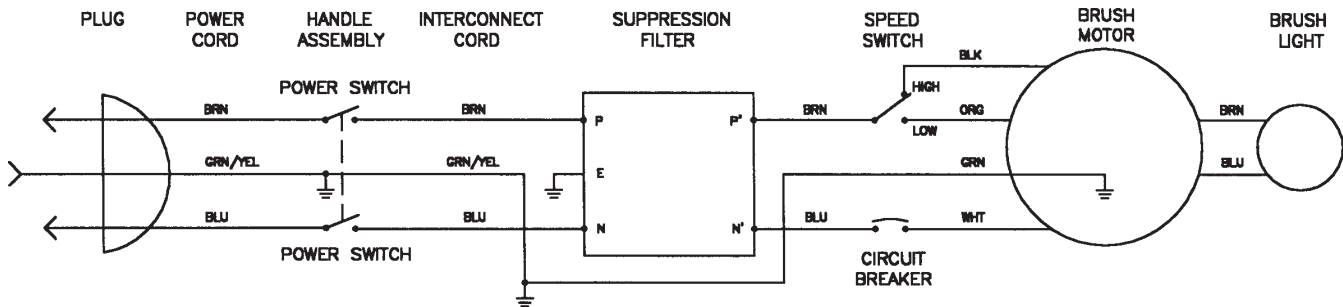 PLUG
POWER
CORD
HANDLE
ASSEMBLY
INTERCONNECT
CORD
SUPPRESSION
FILTER
SPEED
SWITCH
BRUSH
MOTOR
BRUSH
LIGHT
POWER SWITCH
BLK
HIGH
BRN
BRN
P
P'
BRN
ORG
LOW
BRN
GRN/YEL
GRN/YEL
E
GRN
BLU
BLU
BLU
N
N'
BLU
WHT
POWER SWITCH
CIRCUIT
BREAKER